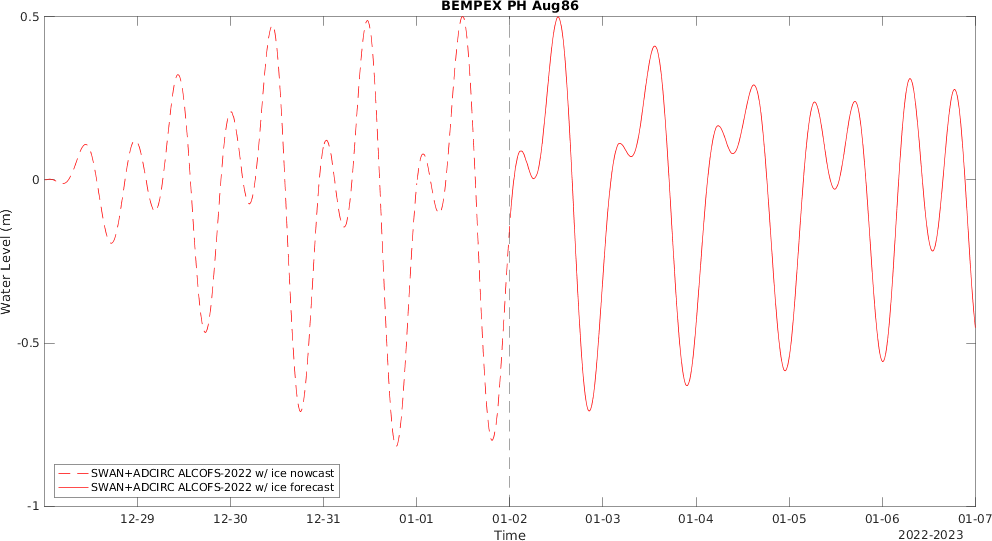 BEMPEX PH Aug86
0.5
0
-0.5
-1
Water Level (m)
SWAN+ADCIRC ALCOFS-2022 w/ ice nowcast
SWAN+ADCIRC ALCOFS-2022 w/ ice forecast
12-29 12-30 12-31 01-01 01-02 01-03 01-04 01-05 01-06 01-07
Time
2022-2023